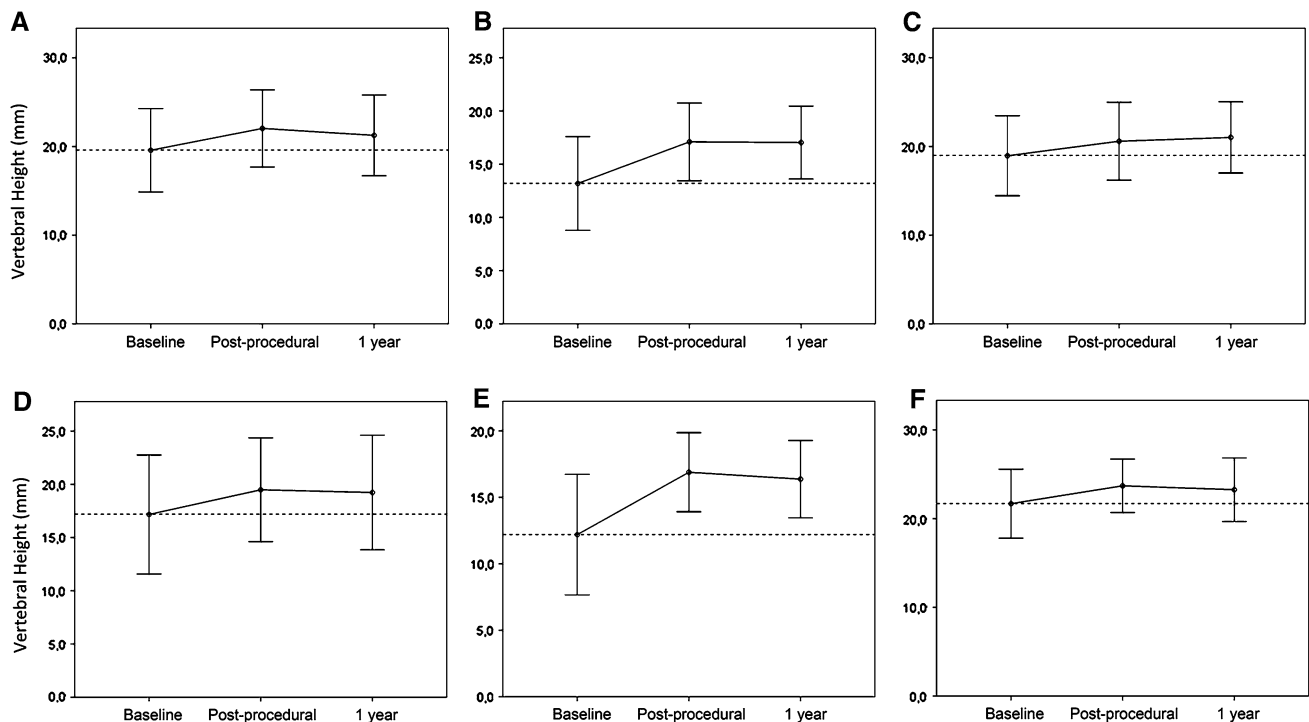 A
Vertebral Height (mm)
30,0
20,0
10,0
0,0
Baseline Post-procedural 1 year
B
25,0
20,0
15,0
10,0
5,0
0,0
Baseline Post-procedural 1 year
C
30,0
20,0
10,0
0,0
Baseline Post-procedural 1 year
D
Vertebral Height (mm)
25,0
20,0
15,0
10,0
5,0
0,0
Baseline Post-procedural 1 year
E
20,0
15,0
10,0
5,0
0,0
Baseline Post-procedural 1 year
F
30,0
20,0
10,0
0,0
Baseline Post-procedural 1 year